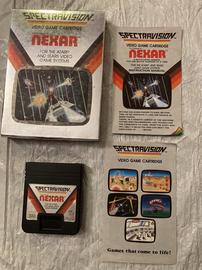 SPECTRAVISION
VIDEO GAME CARTRIDGE
NEXAR
FOR THE ATARI
AND SEARS VIDEO
GAME SYSTEMS
SPECTRAVISION
VIDEO GAME CARTRIDGE
NEXAR
INSTRUCTION MANUAL
SPECTRAVISION
NEXAR
SPECTRAVISION
VIDEO GAME CARTRIDGE
Games that come to life!